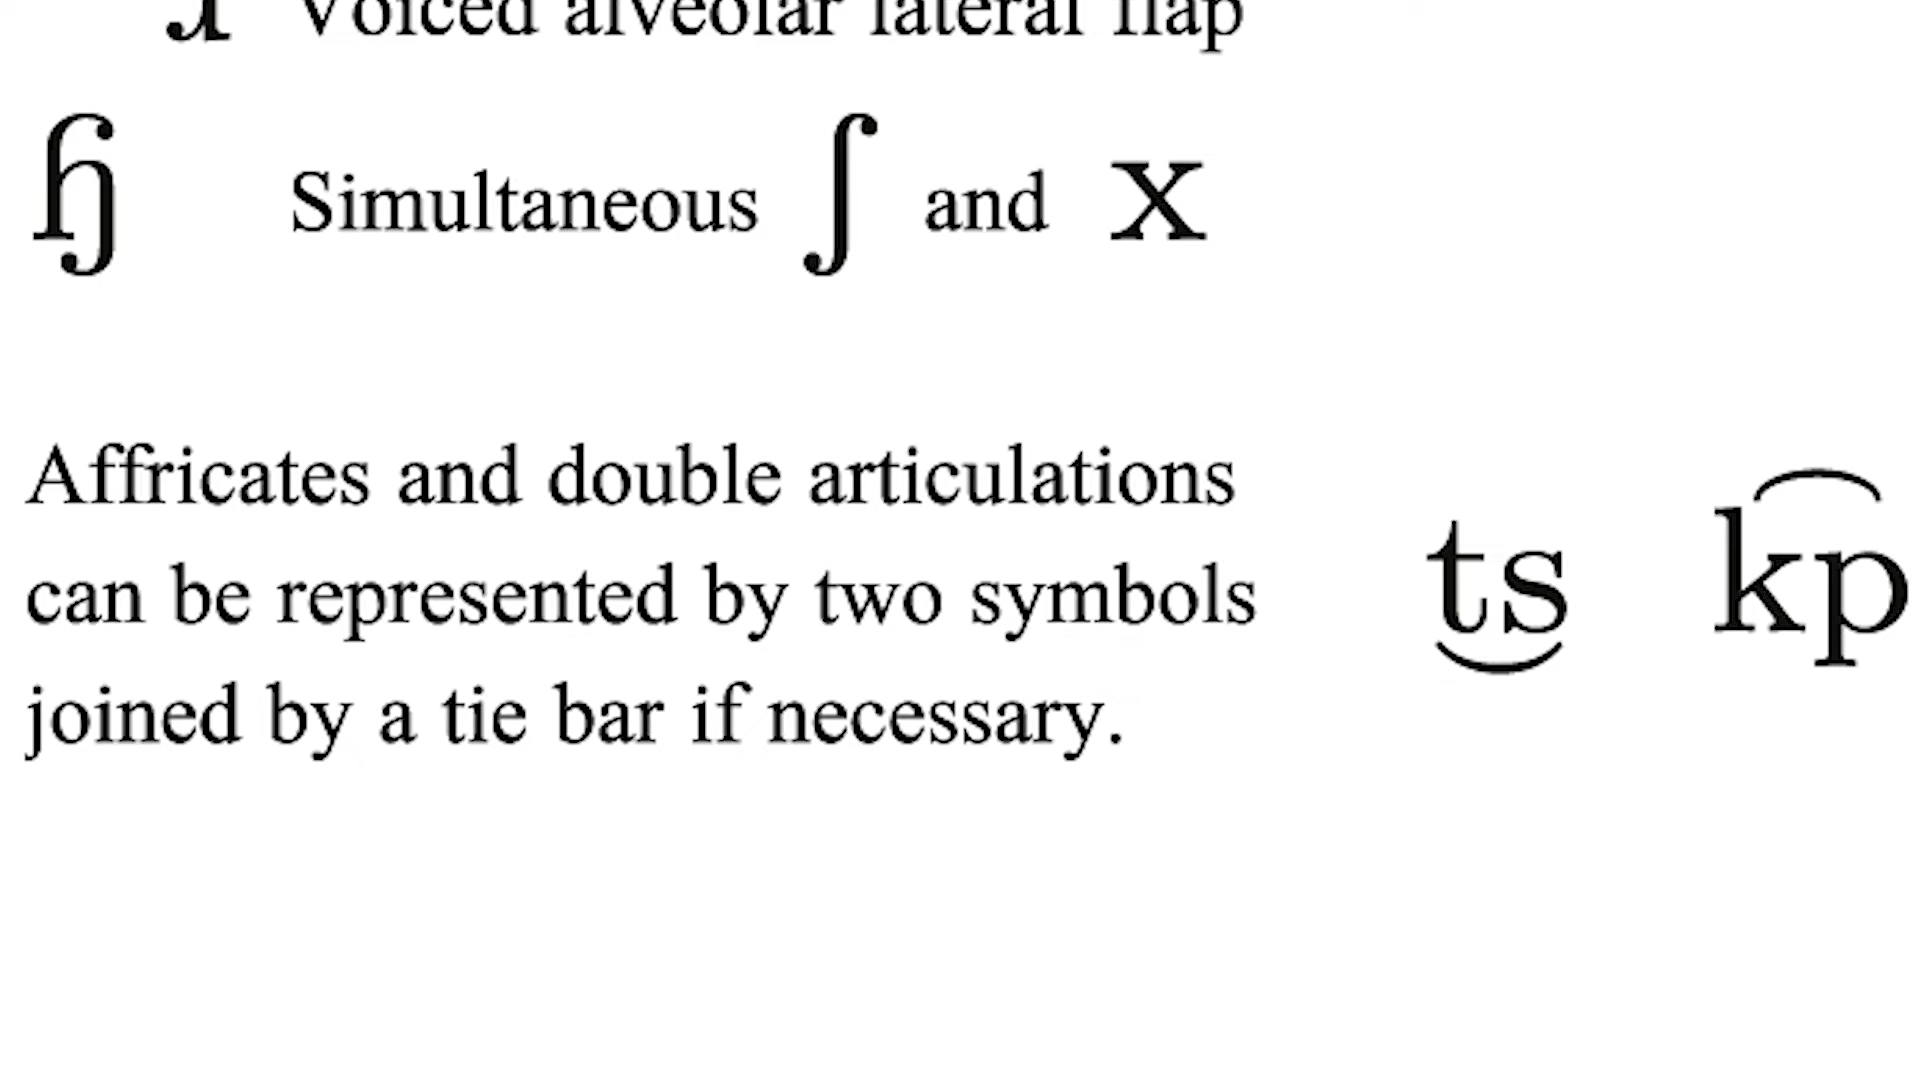 ɺ Voiced alveolar lateral flap
ɧ Simultaneous ʃ and x
Affricates and double articulations
can be represented by two symbols
joined by a tie bar if necessary.
t͜s k͡p